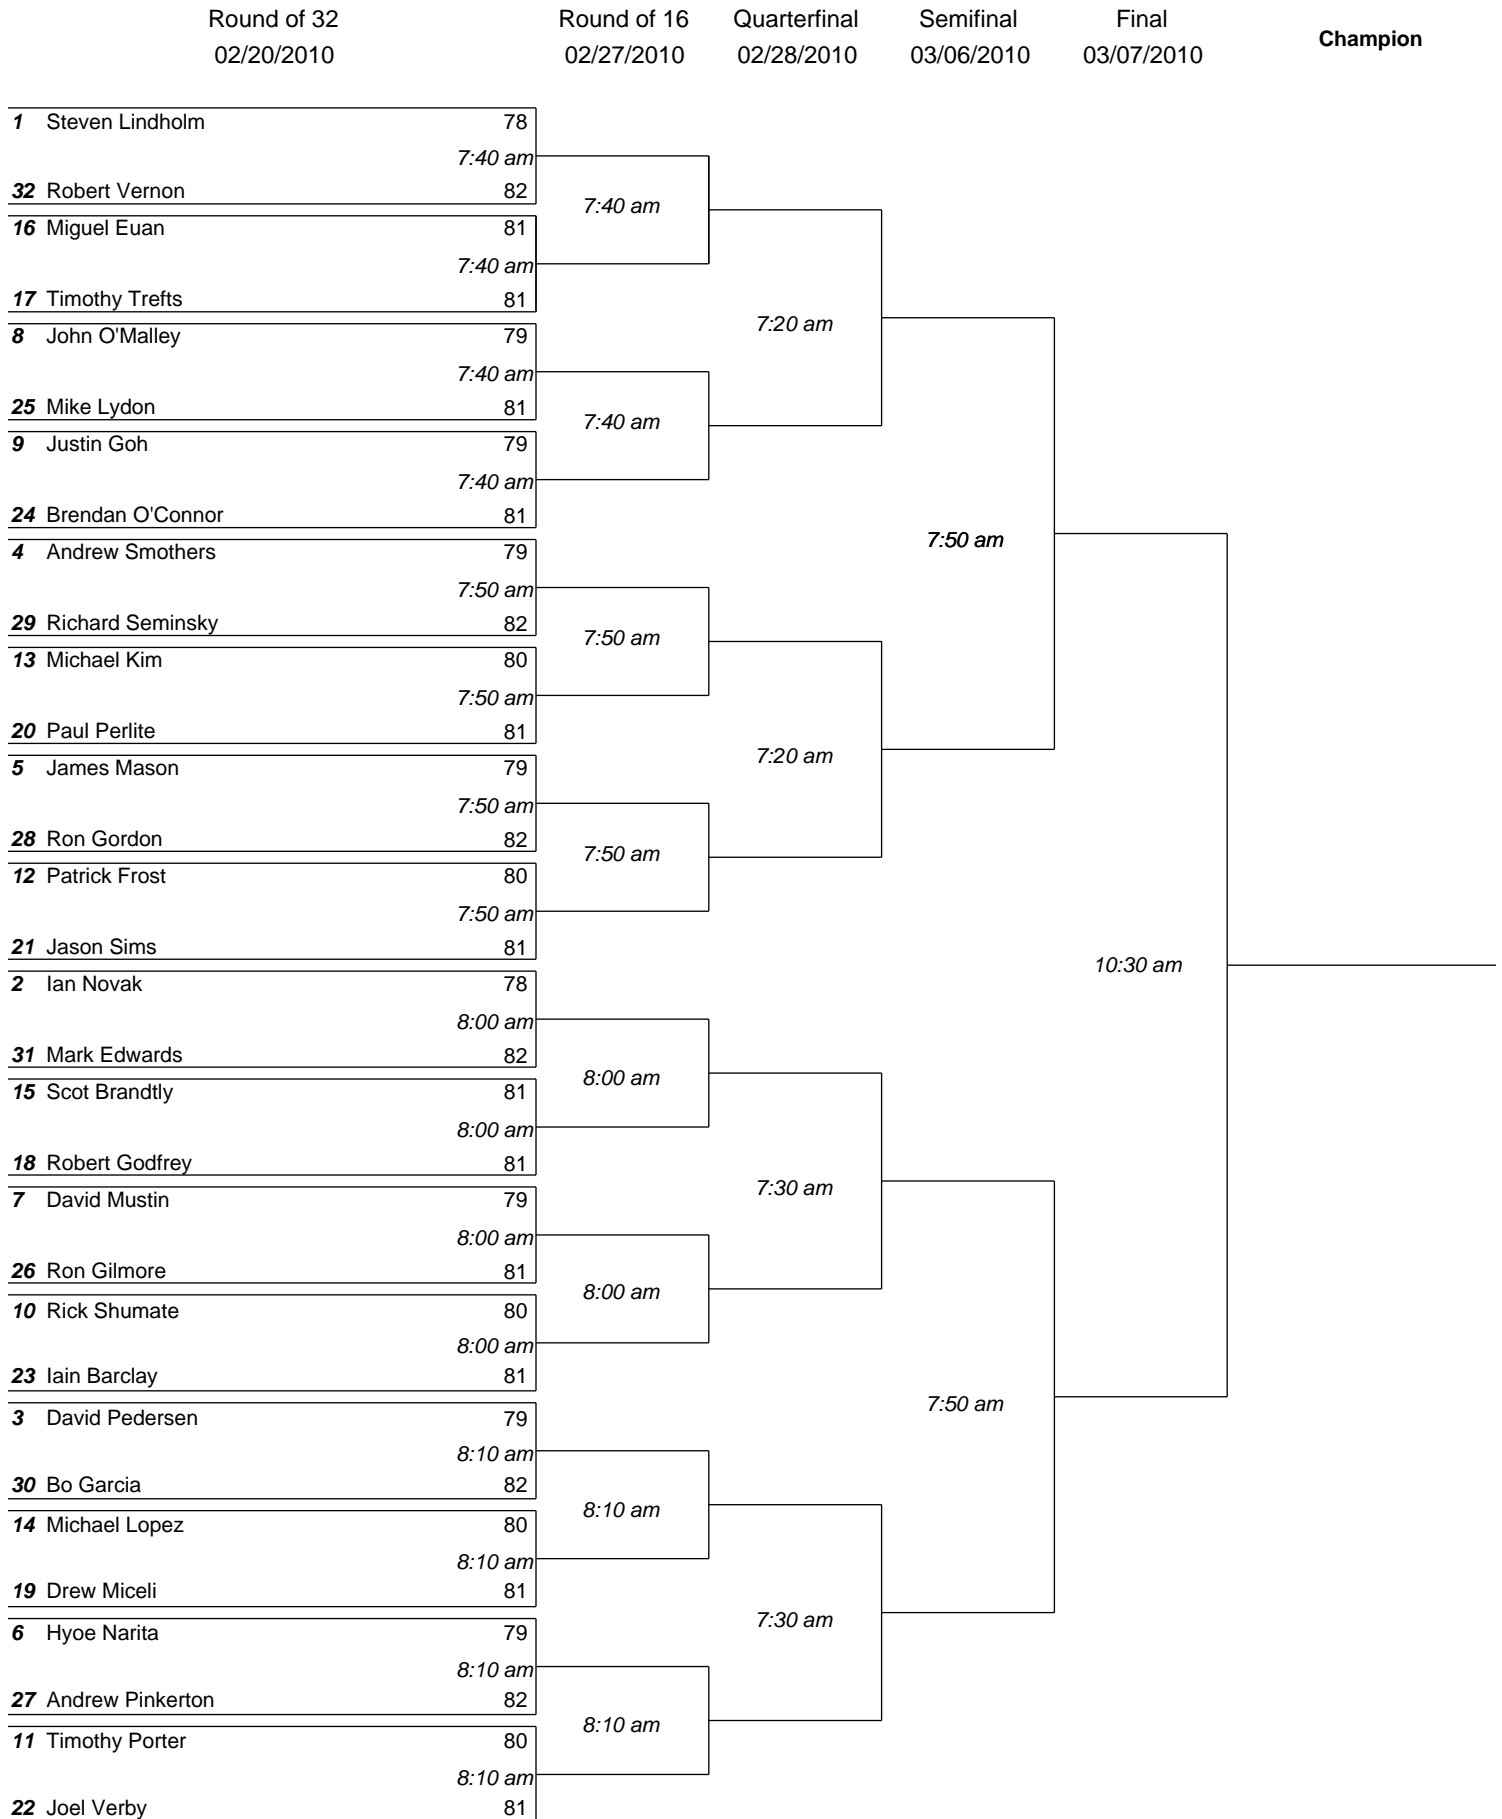 Round of 32 Round of 16 Quarterfinal Semifinal Final
Champion
02/20/2010 02/27/2010 02/28/2010 03/06/2010 03/07/2010
1 Steven Lindholm 78
7:40 am
32 Robert Vernon 82
7:40 am
16 Miguel Euan 81
7:40 am
17 Timothy Trefts 81
7:20 am
8 John O'Malley 79
7:40 am
25 Mike Lydon 81
7:40 am
9 Justin Goh 79
7:40 am
24 Brendan O'Connor 81
7:50 am
4 Andrew Smothers 79
7:50 am
29 Richard Seminsky 82
7:50 am
13 Michael Kim 80
7:50 am
20 Paul Perlite 81
7:20 am
5 James Mason 79
7:50 am
28 Ron Gordon 82
7:50 am
12 Patrick Frost 80
7:50 am
21 Jason Sims 81
10:30 am
2 Ian Novak 78
8:00 am
31 Mark Edwards 82
8:00 am
15 Scot Brandtly 81
8:00 am
18 Robert Godfrey 81
7:30 am
7 David Mustin 79
8:00 am
26 Ron Gilmore 81
8:00 am
10 Rick Shumate 80
8:00 am
23 Iain Barclay 81
7:50 am
3 David Pedersen 79
8:10 am
30 Bo Garcia 82
8:10 am
14 Michael Lopez 80
8:10 am
19 Drew Miceli 81
7:30 am
6 Hyoe Narita 79
8:10 am
27 Andrew Pinkerton 82
8:10 am
11 Timothy Porter 80
8:10 am
22 Joel Verby 81